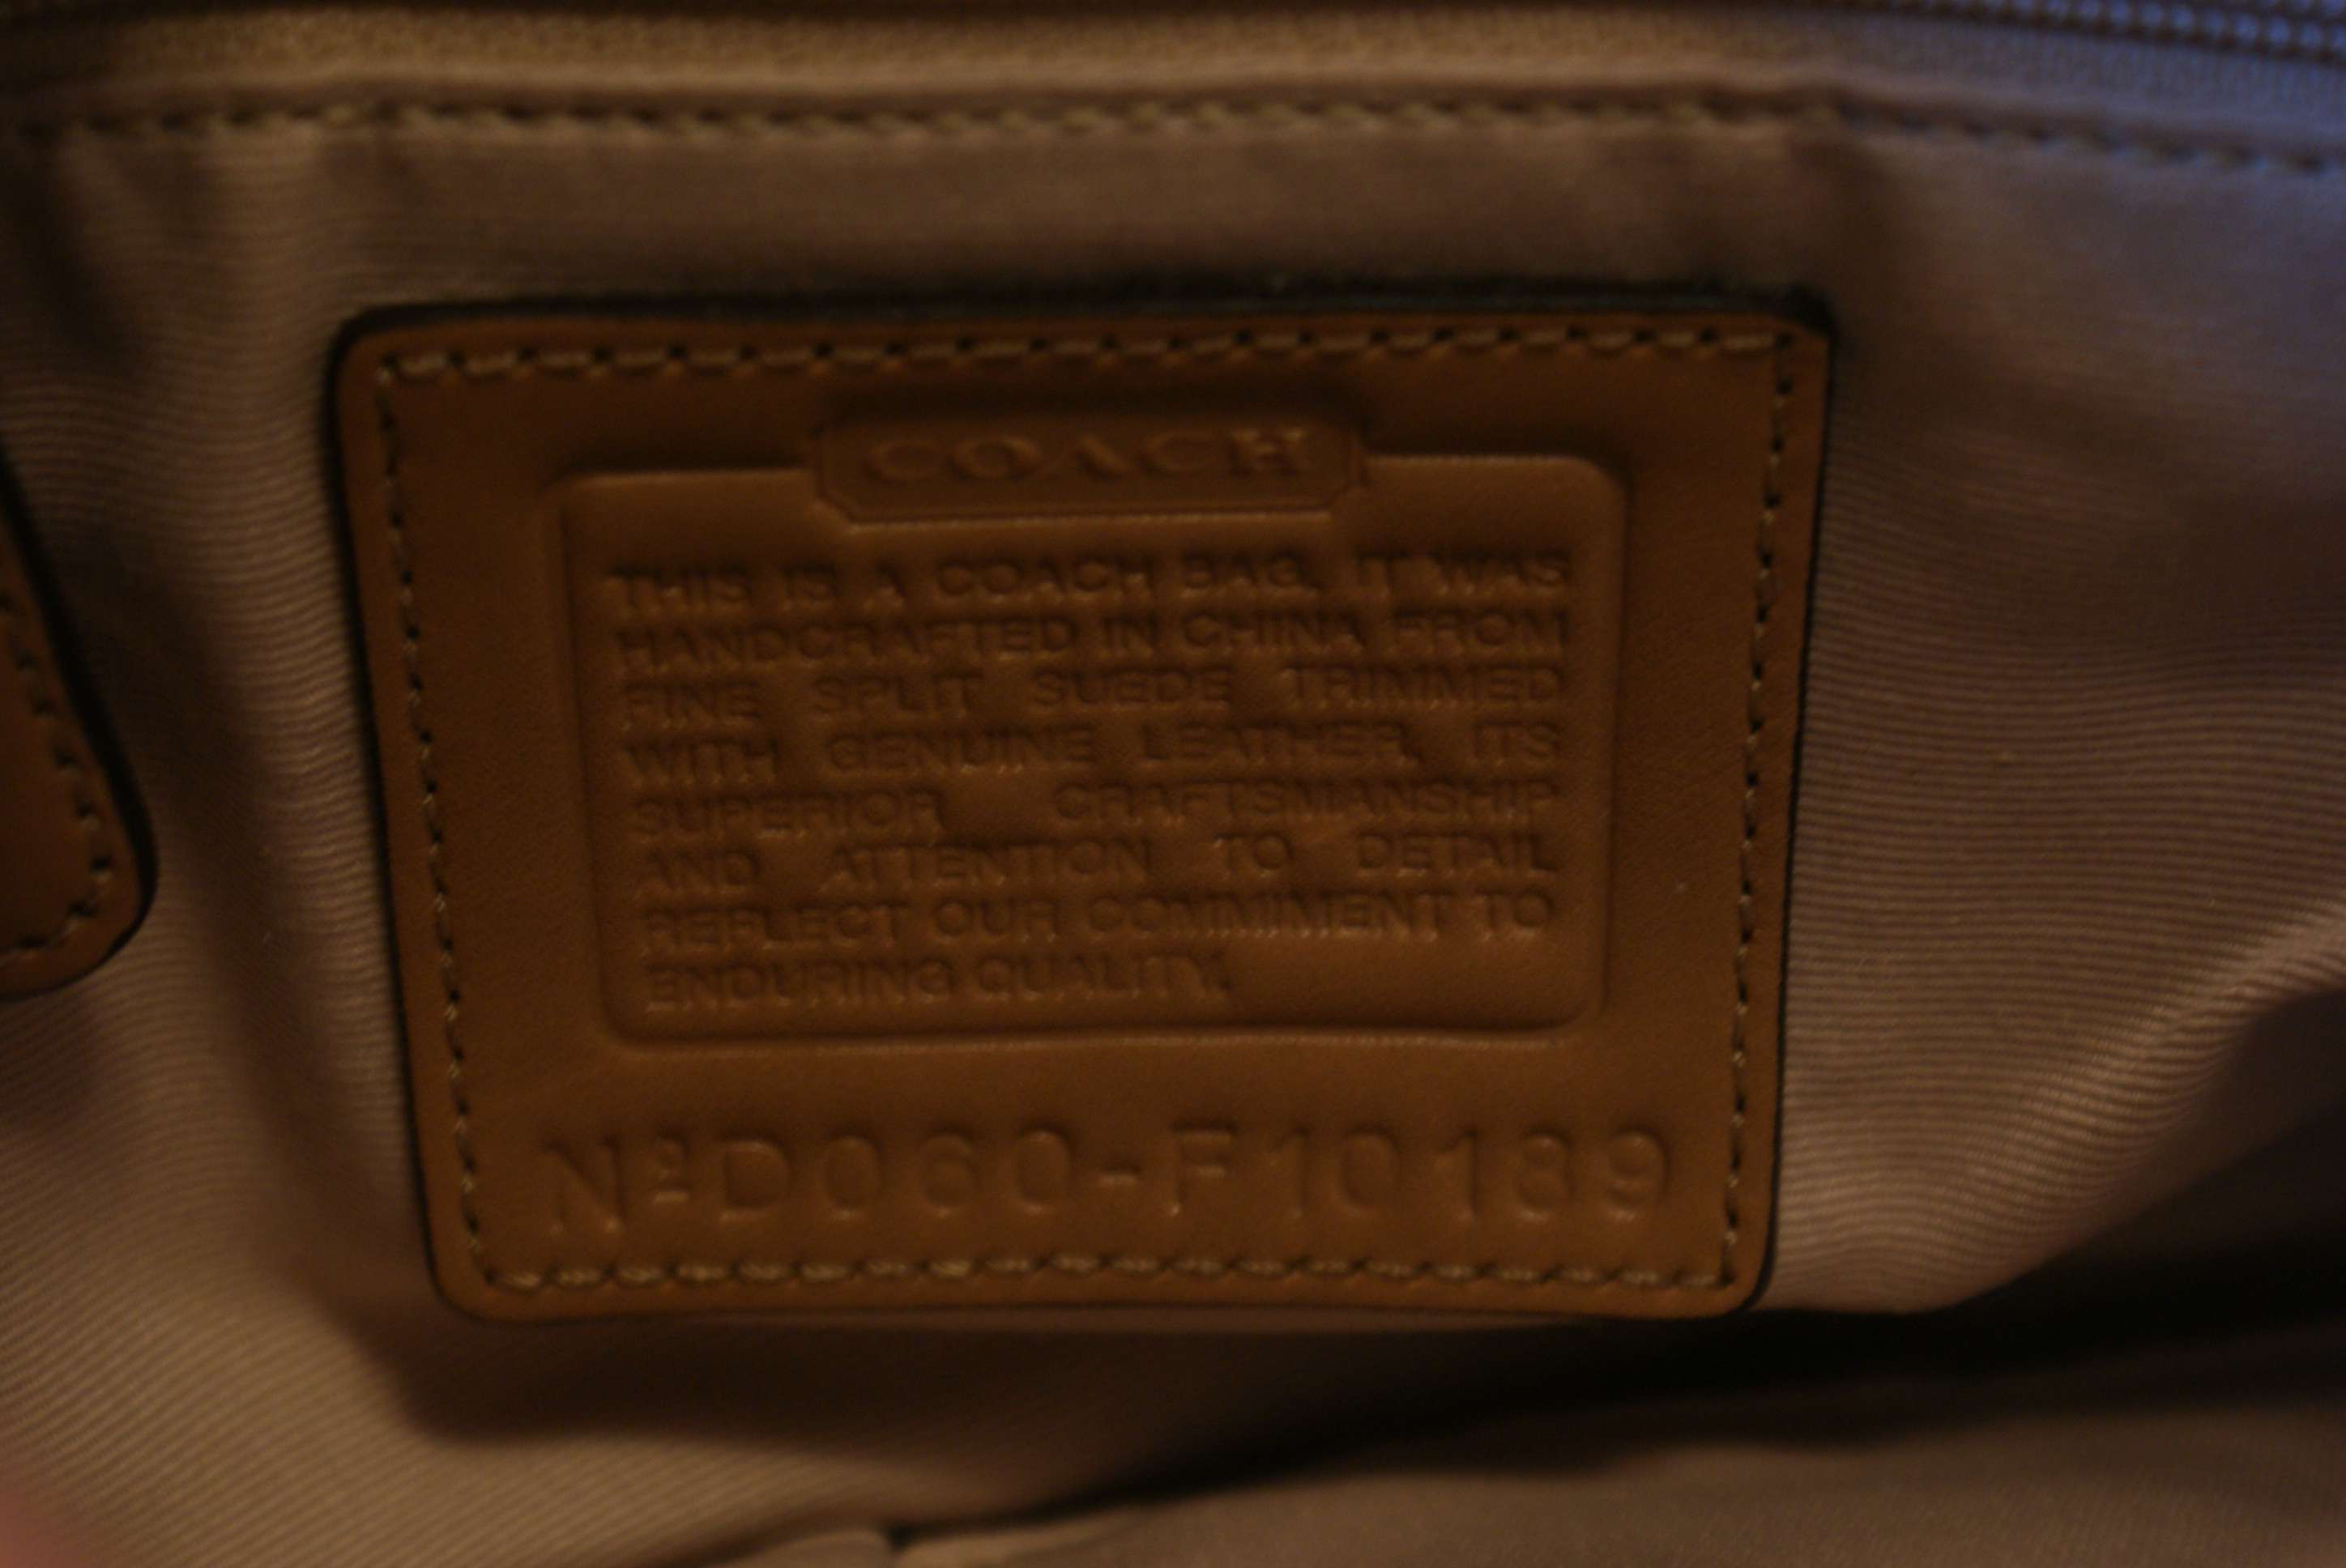 COACH
THIS IS A COACH BAG. IT WAS
HANDCRAFTED IN CHINA FROM
FINE SPLIT SUEDE TRIMMED
WITH GENUINE LEATHER. ITS
SUPERIOR CRAFTSMANSHIP
AND ATTENTION TO DETAIL
REFLECT OUR COMMIMENT TO
ENDURING QUALITY.
Nº D060-F10189